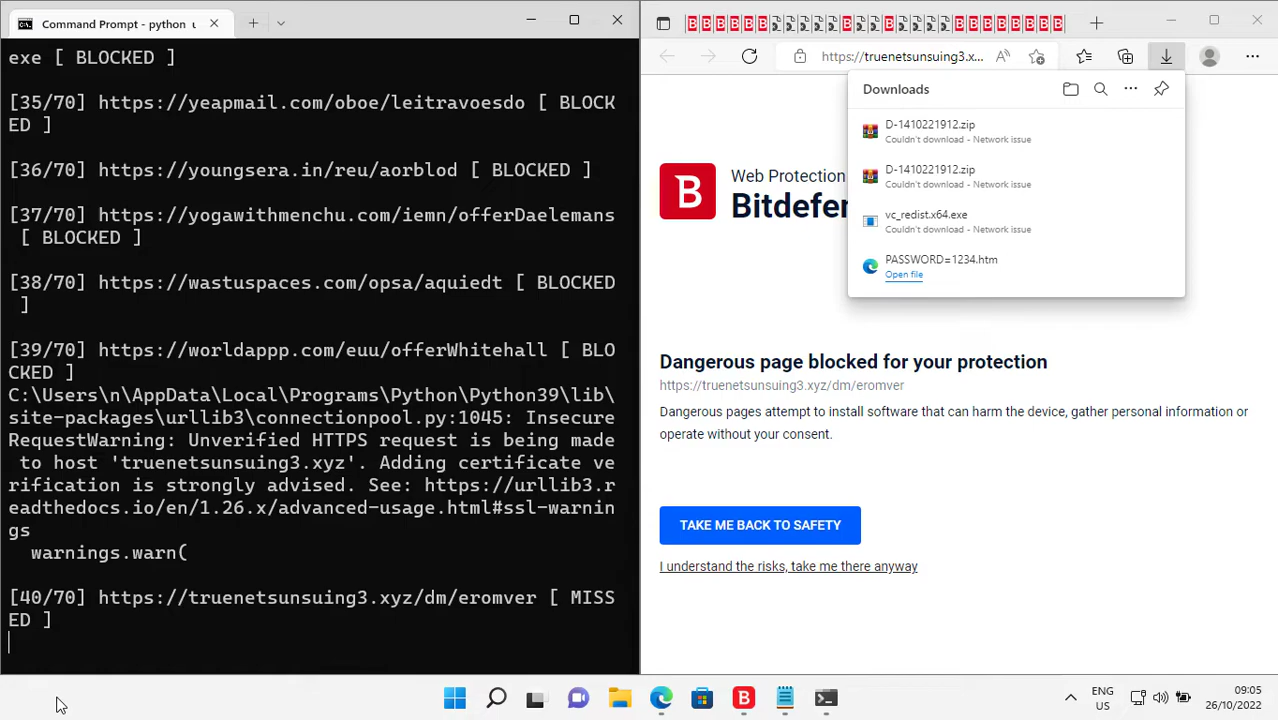 Command Prompt - python u
exe [ BLOCKED ]
[35/70] https://yeapmail.com/oboe/leitravoesdo [ BLOCK
ED ]
[36/70] https://youngsera.in/reu/aorblod [ BLOCKED ]
[37/70] https://yogawithmenchu.com/iemn/offerDaelemans
[ BLOCKED ]
[38/70] https://wastuspaces.com/opsa/aquiedt [ BLOCKED
]
[39/70] https://worldappp.com/euu/offerWhitehall [ BLO
CKED ]
C:\Users\n\AppData\Local\Programs\Python\Python39\lib\
site-packages\urllib3\connectionpool.py:1045: Insecure
RequestWarning: Unverified HTTPS request is being made
to host 'truenetsunsuing3.xyz'. Adding certificate ve
rification is strongly advised. See: https://urllib3.r
eadthedocs.io/en/1.26.x/advanced-usage.html#ssl-warnin
gs
warnings.warn(
[40/70] https://truenetsunsuing3.xyz/dm/eromver [ MISS
ED ]
https://truenetsunsuing3.x...
Downloads
D-1410221912.zip
Couldn't download - Network issue
D-1410221912.zip
Couldn't download - Network issue
vc_redist.x64.exe
Couldn't download - Network issue
PASSWORD=1234.htm
Open file
B
Web Protection
Bitdefen
Dangerous page blocked for your protection
https://truenetsunsuing3.xyz/dm/eromver
Dangerous pages attempt to install software that can harm the device, gather personal information or
operate without your consent.
TAKE ME BACK TO SAFETY
I understand the risks, take me there anyway
B
ENG
US
09:05
26/10/2022